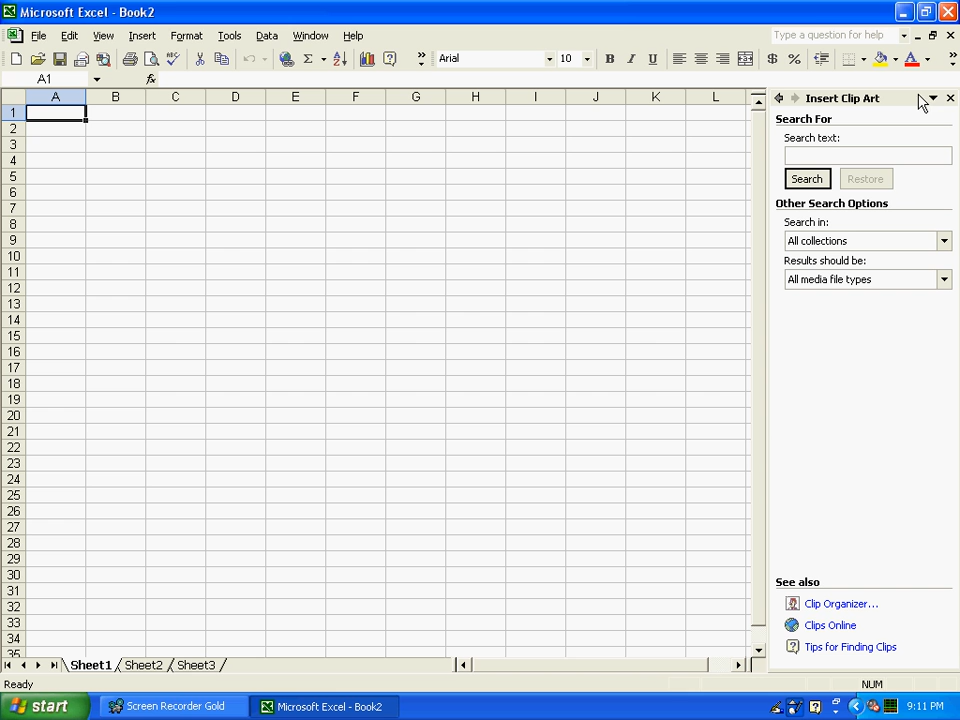 Microsoft Excel - Book2
File Edit View Insert Format Tools Data Window Help Type a question for help
Arial 10 B I U $ %
A1 fx
A B C D E F G H I J K L
1
2
3
4
5
6
7
8
9
10
11
12
13
14
15
16
17
18
19
20
21
22
23
24
25
26
27
28
29
30
31
32
33
34
35
Insert Clip Art
Search For
Search text:
Search Restore
Other Search Options
Search in:
All collections
Results should be:
All media file types
See also
Clip Organizer...
Clips Online
Tips for Finding Clips
Sheet1 Sheet2 Sheet3
Ready NUM
start Screen Recorder Gold Microsoft Excel - Book2 9:11 PM